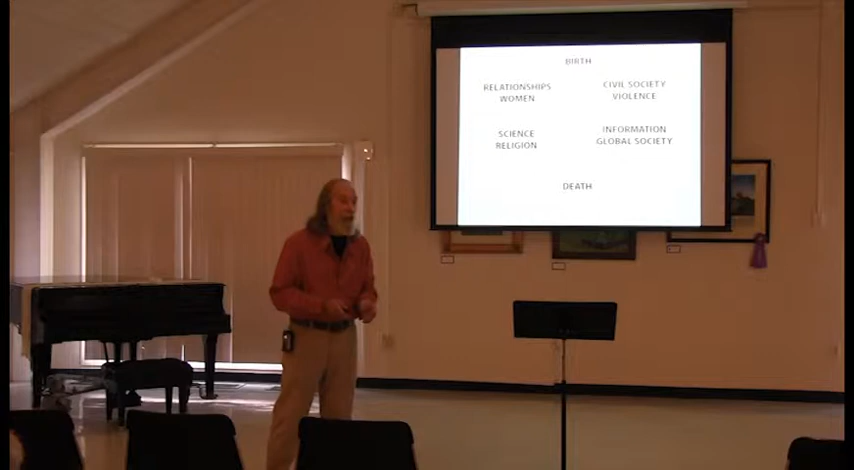 BIRTH
RELATIONSHIPS
WOMEN
CIVIL SOCIETY
VIOLENCE
SCIENCE
RELIGION
INFORMATION
GLOBAL SOCIETY
DEATH